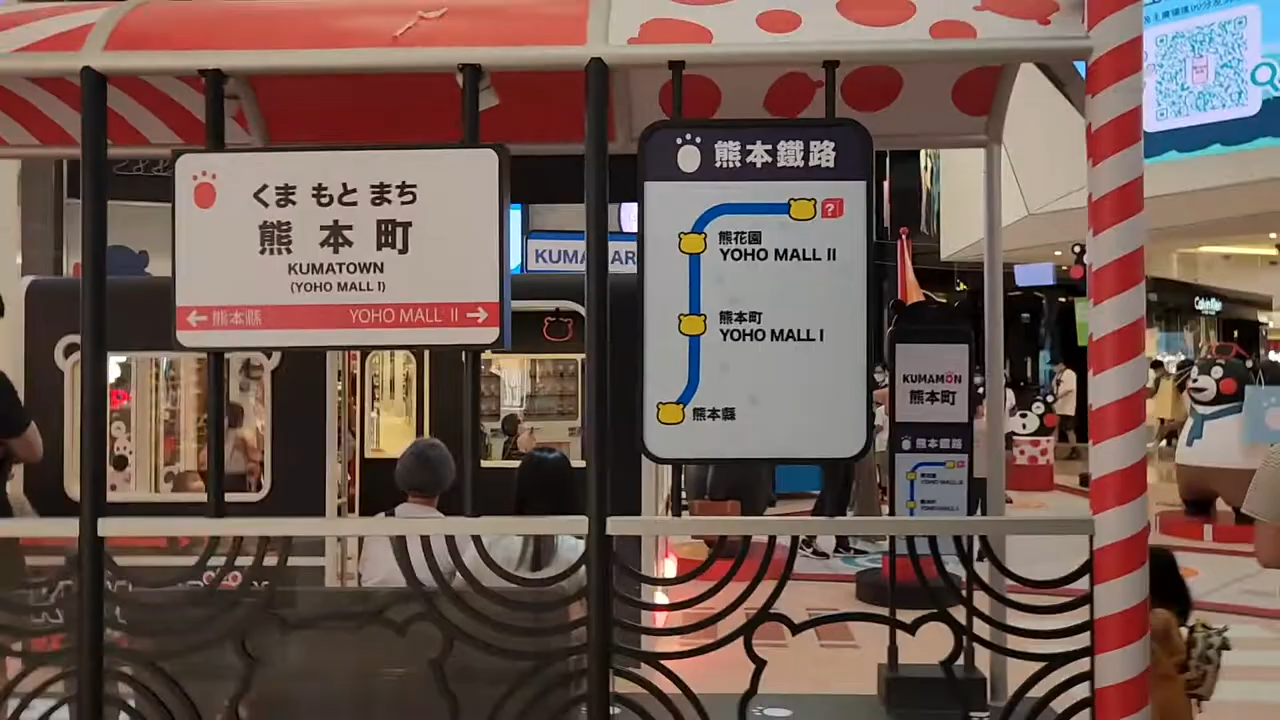 くま もと まち
熊 本 町
KUMATOWN
(YOHO MALL I)
← 熊本縣
YOHO MALL II →
熊本鐵路
?
熊花園
YOHO MALL II
熊本町
YOHO MALL I
熊本縣
KUMAMON
熊本町
熊本鐵路
Calvin Klein